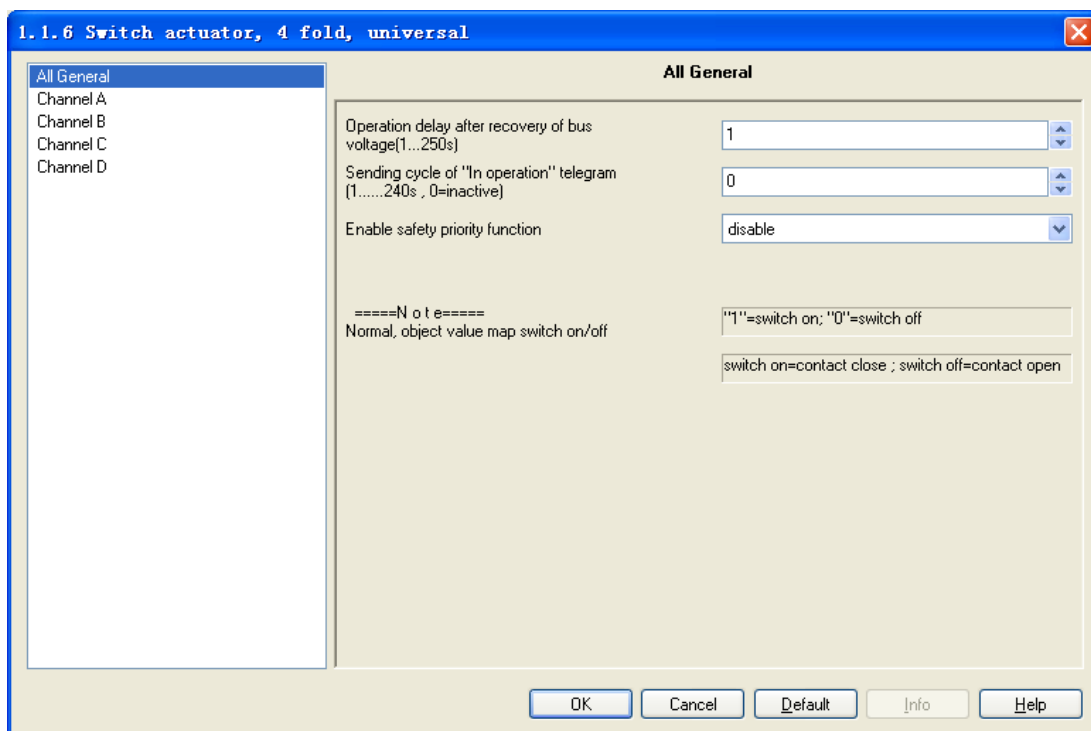 1.1.6 Switch actuator, 4 fold, universal
All General
Channel A
Channel B
Channel C
Channel D
All General
Operation delay after recovery of bus
voltage(1...250s)
1
Sending cycle of "In operation" telegram
(1......240s , 0=inactive)
0
Enable safety priority function
disable
=====N o t e=====
Normal, object value map switch on/off
"1"=switch on; "0"=switch off
switch on=contact close ; switch off=contact open
OK
Cancel
Default
Info
Help